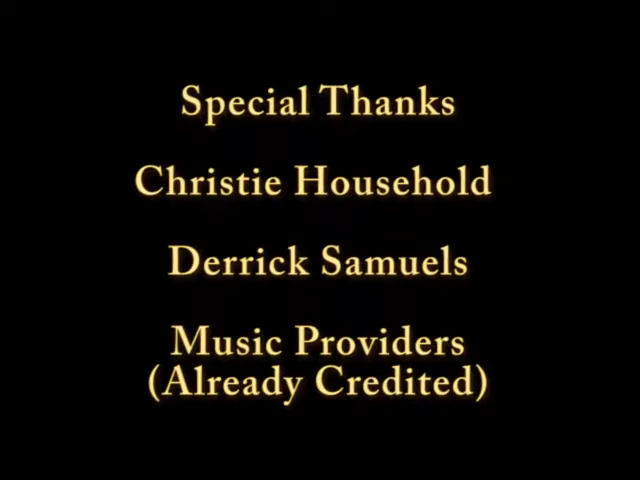 Special Thanks
Christie Household
Derrick Samuels
Music Providers
(Already Credited)